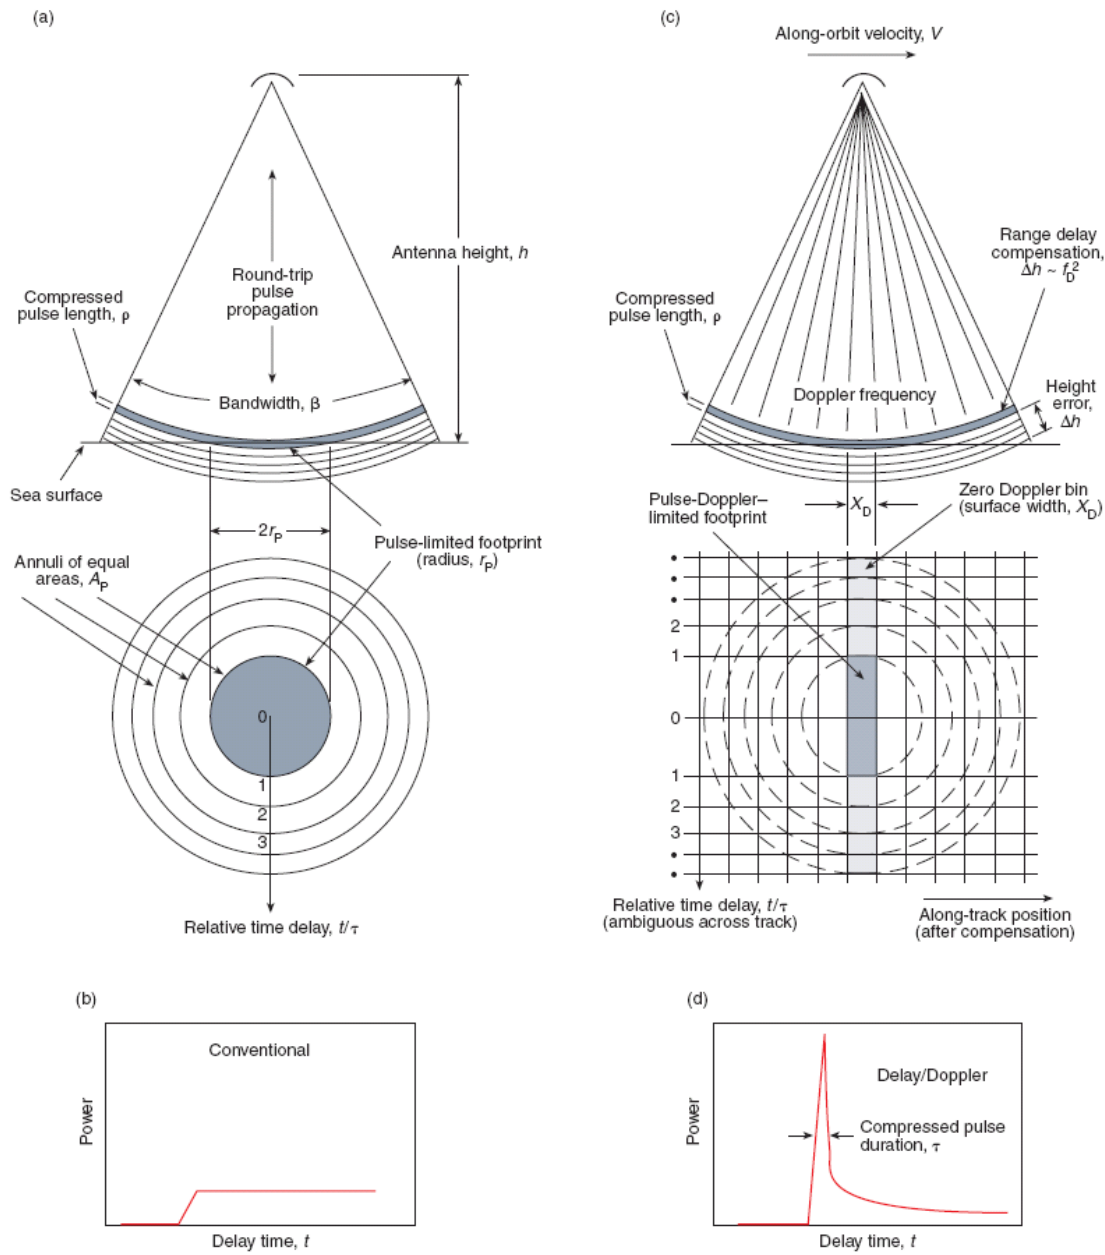 (a)
Antenna height, h
Round-trip
pulse
propagation
Compressed
pulse length, ρ
Bandwidth, β
Sea surface
2rP
Pulse-limited footprint
(radius, rP)
Annuli of equal
areas, AP
0
1
2
3
Relative time delay, t/τ
(b)
Conventional
Power
Delay time, t
(c)
Along-orbit velocity, V
Range delay
compensation,
Δh ~ fD²
Compressed
pulse length, ρ
Doppler frequency
Height
error,
Δh
Pulse-Doppler–
limited footprint
XD
Zero Doppler bin
(surface width, XD)
2
1
0
1
2
3
Relative time delay, t/τ
(ambiguous across track)
Along-track position
(after compensation)
(d)
Delay/Doppler
Compressed pulse
duration, τ
Power
Delay time, t